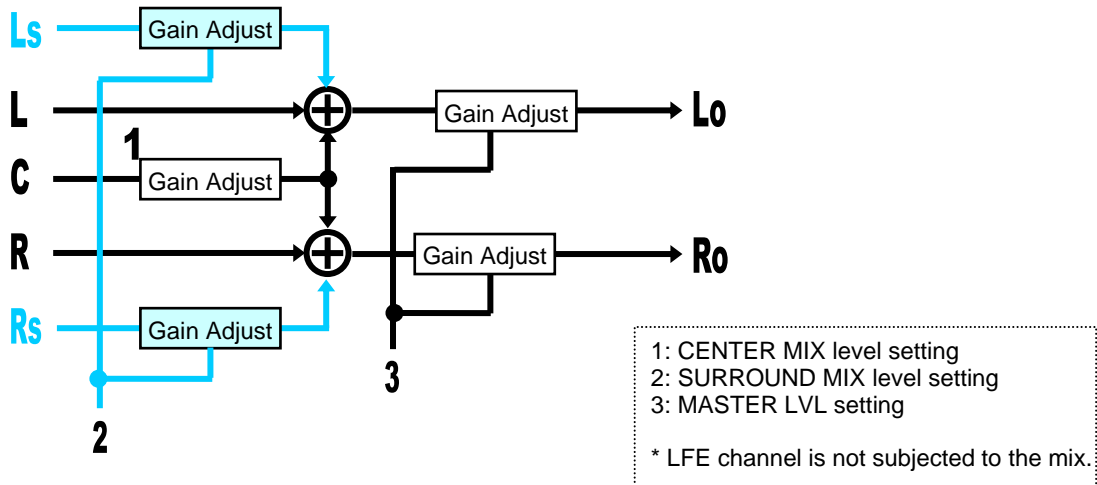 Ls
Gain Adjust
L
Gain Adjust
Lo
1
C
Gain Adjust
R
Gain Adjust
Ro
Rs
Gain Adjust
3
2
1: CENTER MIX level setting
2: SURROUND MIX level setting
3: MASTER LVL setting
* LFE channel is not subjected to the mix.